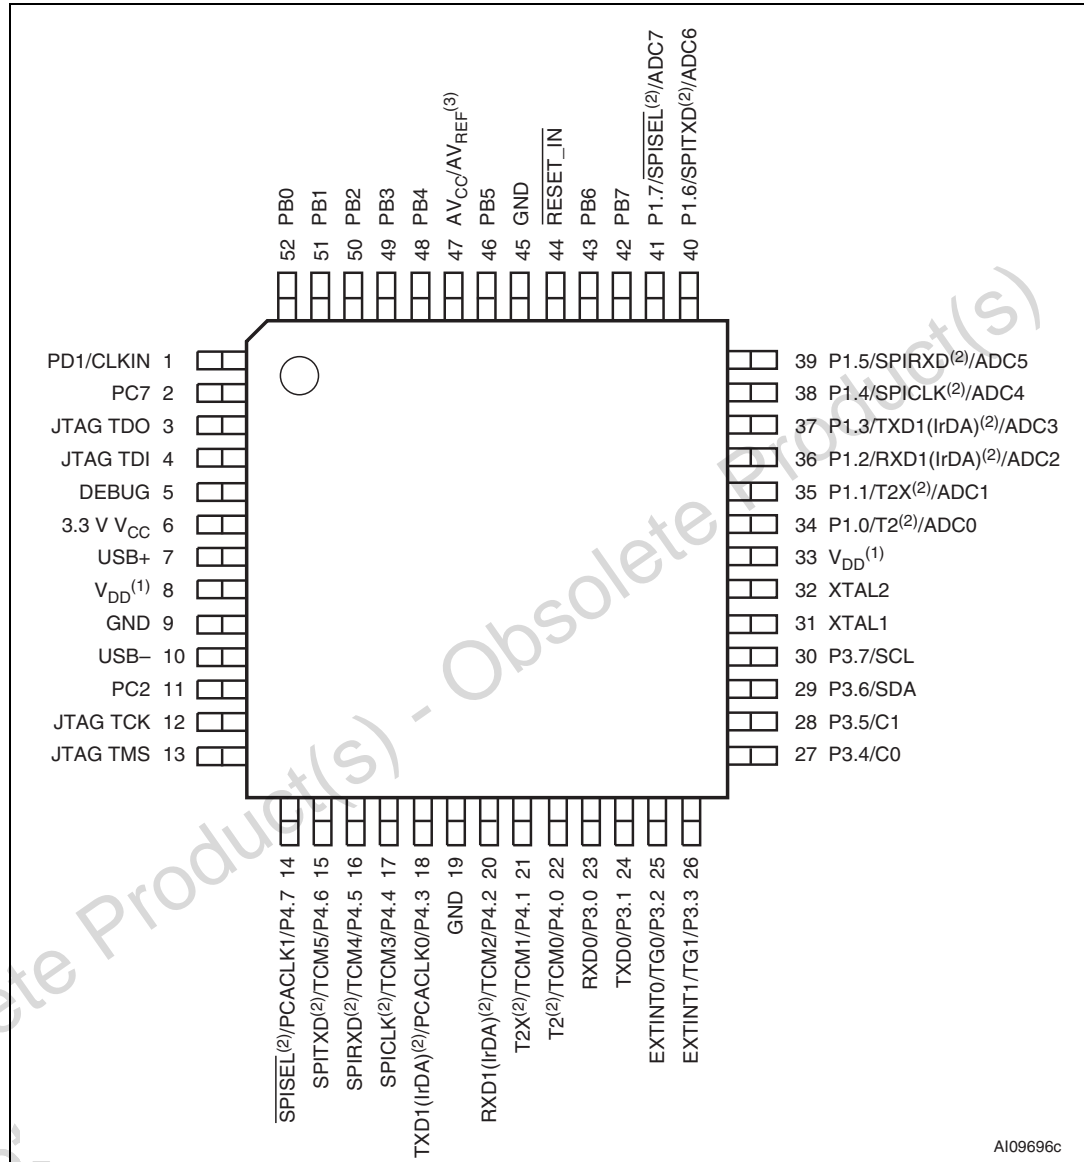 52 PB0
51 PB1
50 PB2
49 PB3
48 PB4
47 AVCC/AVREF(3)
46 PB5
45 GND
44 RESET_IN
43 PB6
42 PB7
41 P1.7/SPISEL(2)/ADC7
40 P1.6/SPITXD(2)/ADC6
PD1/CLKIN 1
PC7 2
JTAG TDO 3
JTAG TDI 4
DEBUG 5
3.3 V VCC 6
USB+ 7
VDD(1) 8
GND 9
USB– 10
PC2 11
JTAG TCK 12
JTAG TMS 13
39 P1.5/SPIRXD(2)/ADC5
38 P1.4/SPICLK(2)/ADC4
37 P1.3/TXD1(IrDA)(2)/ADC3
36 P1.2/RXD1(IrDA)(2)/ADC2
35 P1.1/T2X(2)/ADC1
34 P1.0/T2(2)/ADC0
33 VDD(1)
32 XTAL2
31 XTAL1
30 P3.7/SCL
29 P3.6/SDA
28 P3.5/C1
27 P3.4/C0
SPISEL(2)/PCACLK1/P4.7 14
SPITXD(2)/TCM5/P4.6 15
SPIRXD(2)/TCM4/P4.5 16
SPICLK(2)/TCM3/P4.4 17
TXD1(IrDA)(2)/PCACLK0/P4.3 18
GND 19
RXD1(IrDA)(2)/TCM2/P4.2 20
T2X(2)/TCM1/P4.1 21
T2(2)/TCM0/P4.0 22
RXD0/P3.0 23
TXD0/P3.1 24
EXTINT0/TG0/P3.2 25
EXTINT1/TG1/P3.3 26
AI09696c
ete Product(s) - Obsolete Product(s)